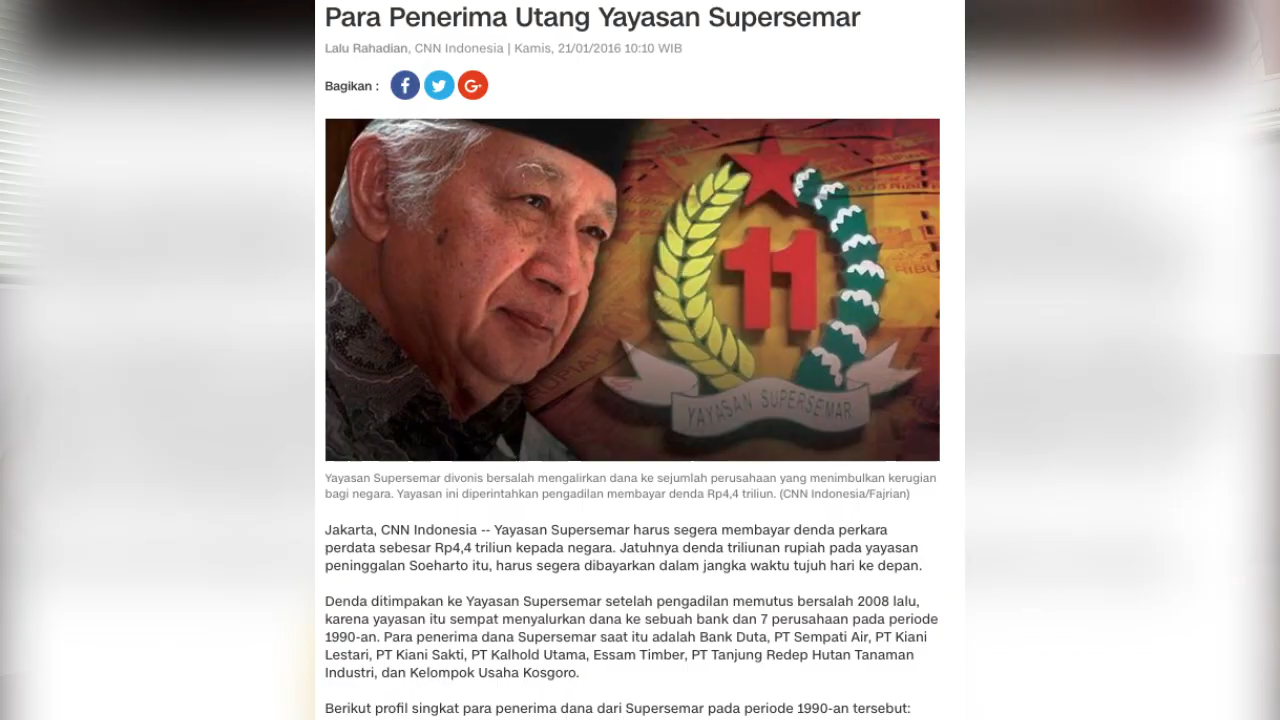 Para Penerima Utang Yayasan Supersemar
Lalu Rahadian, CNN Indonesia | Kamis, 21/01/2016 10:10 WIB
Bagikan :
11
YAYASAN SUPERSEMAR
RUPIAH
Yayasan Supersemar divonis bersalah mengalirkan dana ke sejumlah perusahaan yang menimbulkan kerugian
bagi negara. Yayasan ini diperintahkan pengadilan membayar denda Rp4,4 triliun. (CNN Indonesia/Fajrian)
Jakarta, CNN Indonesia -- Yayasan Supersemar harus segera membayar denda perkara
perdata sebesar Rp4,4 triliun kepada negara. Jatuhnya denda triliunan rupiah pada yayasan
peninggalan Soeharto itu, harus segera dibayarkan dalam jangka waktu tujuh hari ke depan.
Denda ditimpakan ke Yayasan Supersemar setelah pengadilan memutus bersalah 2008 lalu,
karena yayasan itu sempat menyalurkan dana ke sebuah bank dan 7 perusahaan pada periode
1990-an. Para penerima dana Supersemar saat itu adalah Bank Duta, PT Sempati Air, PT Kiani
Lestari, PT Kiani Sakti, PT Kalhold Utama, Essam Timber, PT Tanjung Redep Hutan Tanaman
Industri, dan Kelompok Usaha Kosgoro.
Berikut profil singkat para penerima dana dari Supersemar pada periode 1990-an tersebut: